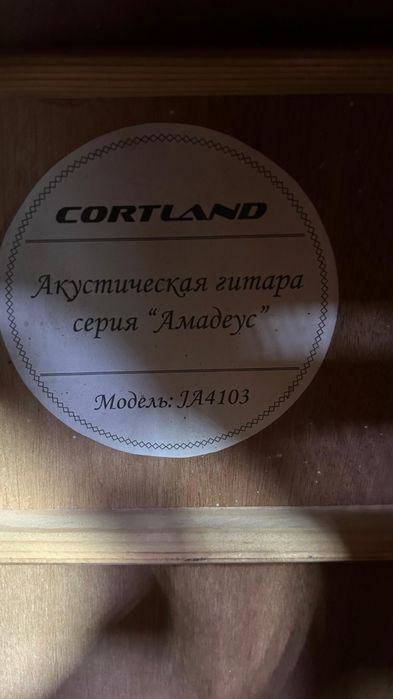 CORTLAND
Акустическая гитара
серия “Амадеус”
Модель: JA4103